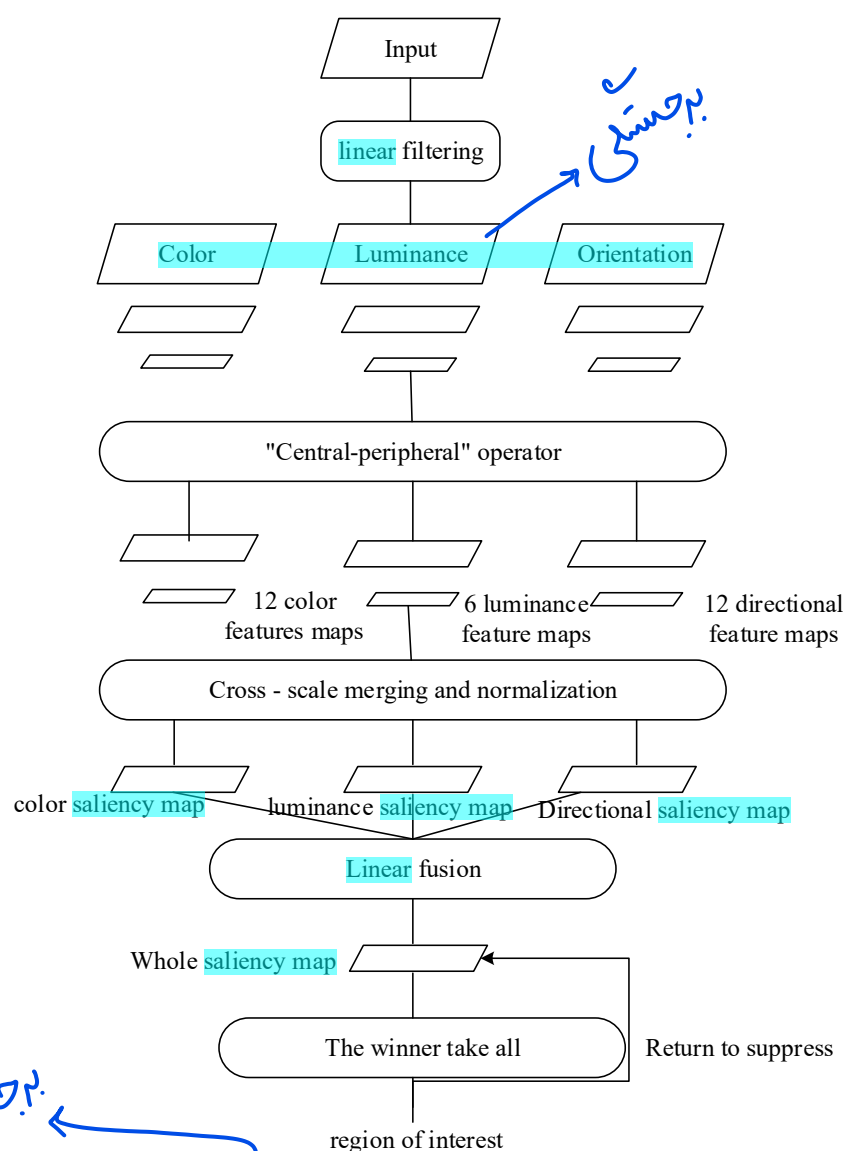 Input
linear filtering
Color Luminance Orientation
"Central-peripheral" operator
12 color
features maps
6 luminance
feature maps
12 directional
feature maps
Cross - scale merging and normalization
color saliency map
luminance saliency map
Directional saliency map
Linear fusion
Whole saliency map
The winner take all
Return to suppress
region of interest